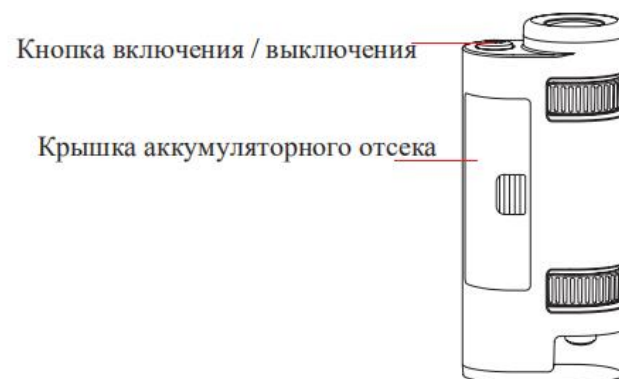 Кнопка включения / выключения
Крышка аккумуляторного отсека